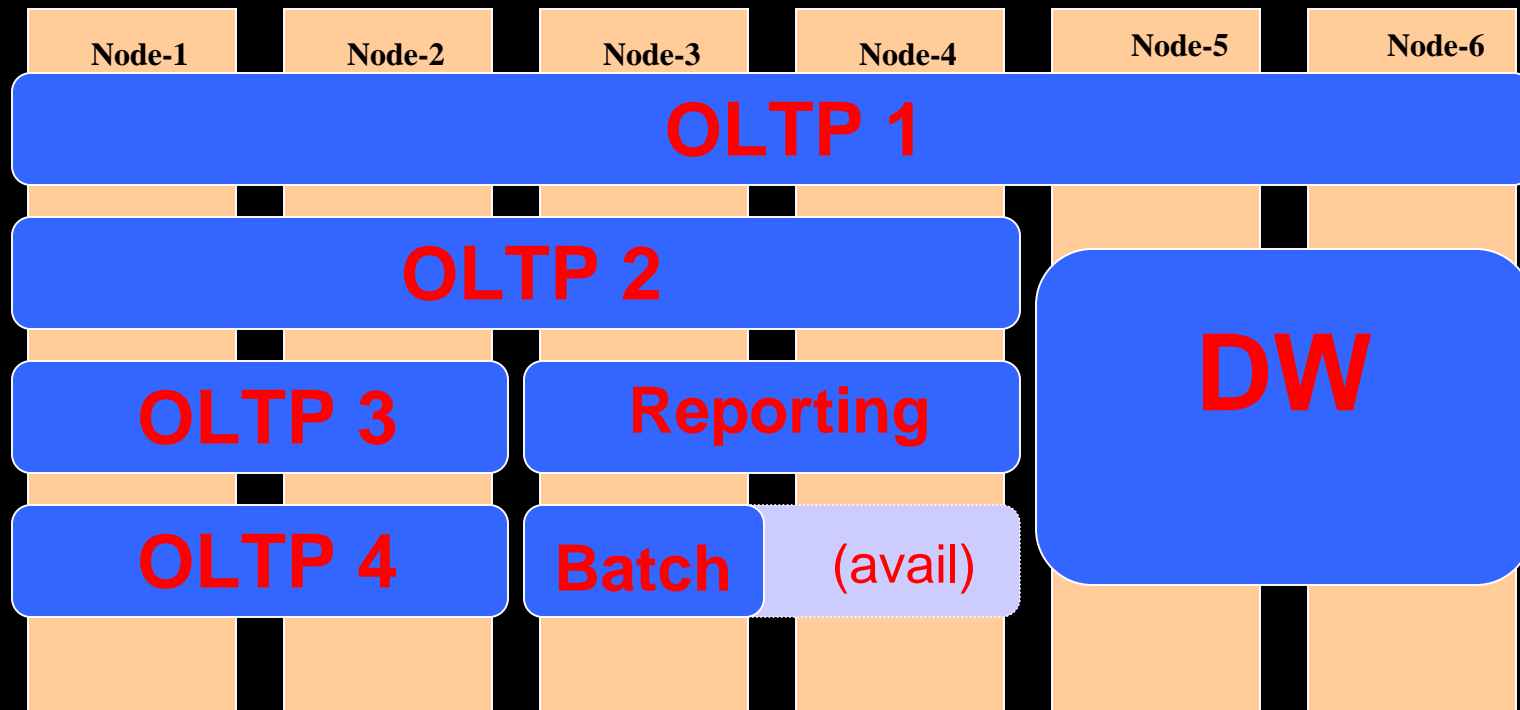 Node-1
Node-2
Node-3
Node-4
Node-5
Node-6
OLTP 1
OLTP 2
DW
OLTP 3
Reporting
OLTP 4
Batch
(avail)